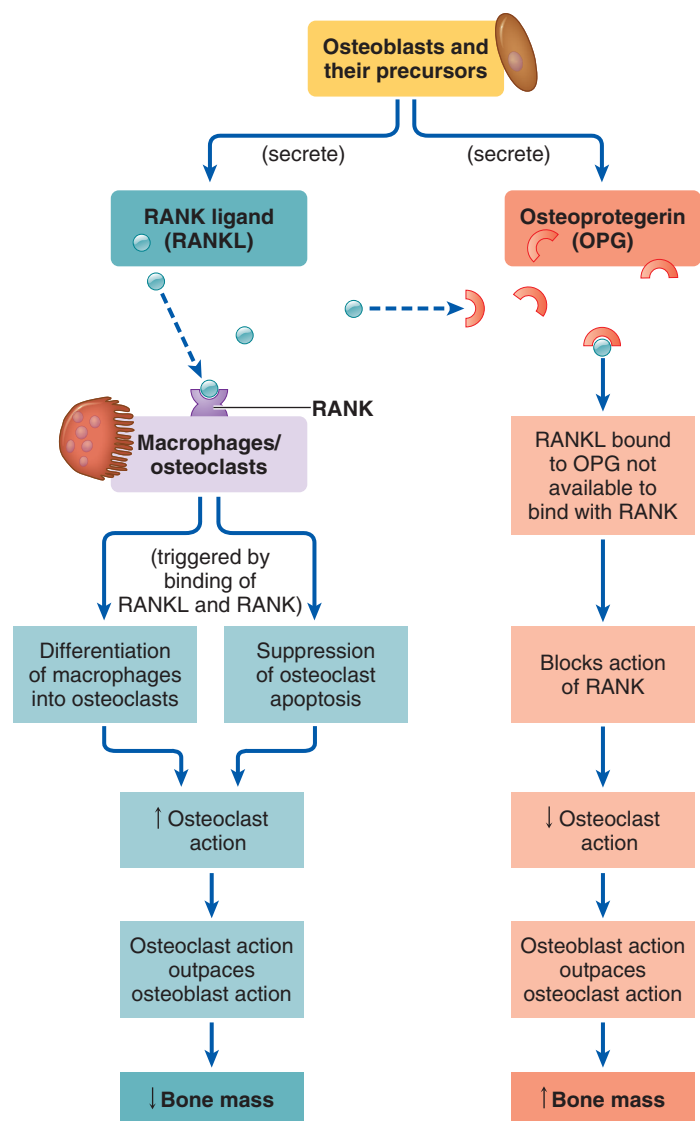 Osteoblasts and
their precursors
(secrete)
(secrete)
RANK ligand
(RANKL)
Osteoprotegerin
(OPG)
RANK
Macrophages/
osteoclasts
RANKL bound
to OPG not
available to
bind with RANK
(triggered by
binding of
RANKL and RANK)
Differentiation
of macrophages
into osteoclasts
Suppression
of osteoclast
apoptosis
Blocks action
of RANK
↑ Osteoclast
action
↓ Osteoclast
action
Osteoclast action
outpaces
osteoblast action
Osteoblast action
outpaces
osteoclast action
↓ Bone mass
↑ Bone mass